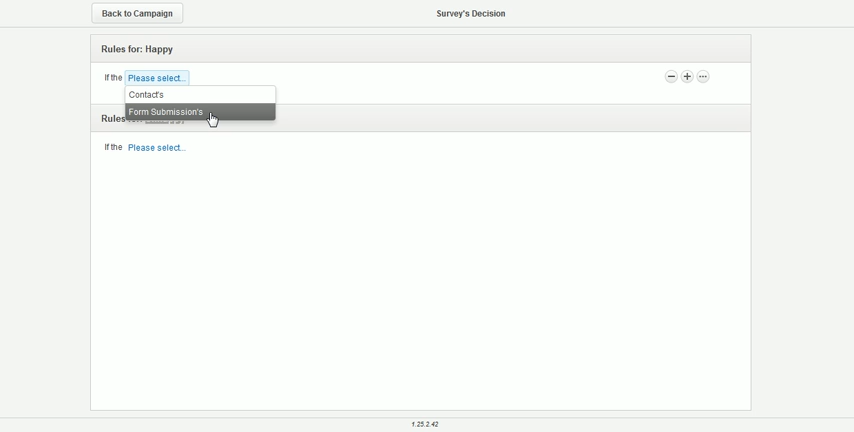 Back to Campaign
Survey's Decision
Rules for: Happy
If the Please select...
Contact's
Form Submission's
Rules for:
If the Please select...
1.25.2.42